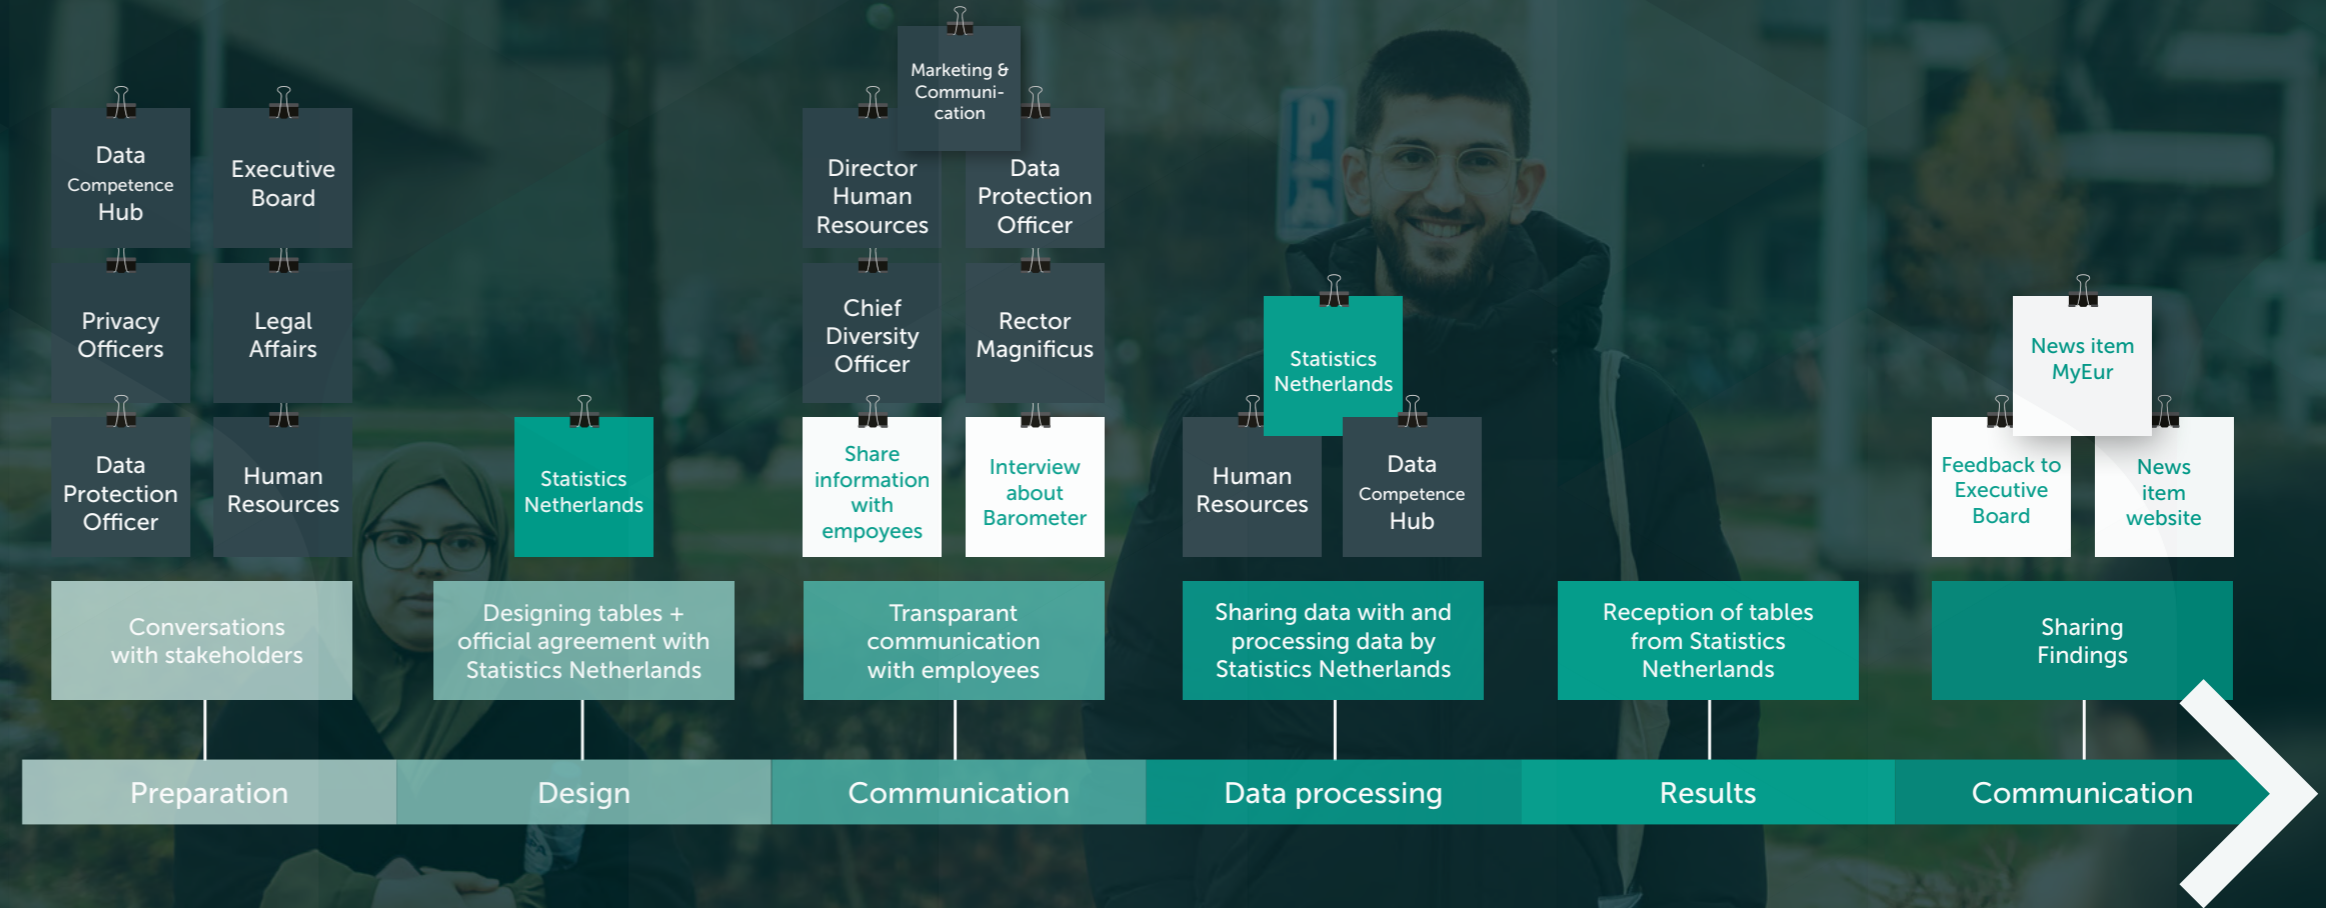 Data
Competence
Hub
Executive
Board
Privacy
Officers
Legal
Affairs
Data
Protection
Officer
Human
Resources
Conversations
with stakeholders
Preparation
Statistics
Netherlands
Designing tables +
official agreement with
Statistics Netherlands
Design
Marketing &
Communi-
cation
Director
Human
Resources
Data
Protection
Officer
Chief
Diversity
Officer
Rector
Magnificus
Share
information
with
empoyees
Interview
about
Barometer
Transparant
communication
with employees
Communication
Statistics
Netherlands
Human
Resources
Data
Competence
Hub
Sharing data with and
processing data by
Statistics Netherlands
Data processing
Reception of tables
from Statistics
Netherlands
Results
News item
MyEur
Feedback to
Executive
Board
News
item
website
Sharing
Findings
Communication
P